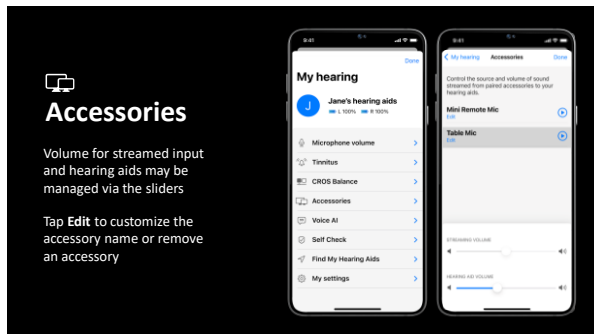 Accessories
Volume for streamed input
and hearing aids may be
managed via the sliders
Tap Edit to customize the
accessory name or remove
an accessory
9:41
Done
My hearing
J
Jane's hearing aids
L 100% R 100%
Microphone volume
Tinnitus
CROS Balance
Accessories
Voice AI
Self Check
Find My Hearing Aids
My settings
9:41
My hearing Accessories Done
Control the source and volume of sound
streamed from paired accessories to your
hearing aids.
Mini Remote Mic
Edit
Table Mic
Edit
STREAMING VOLUME
HEARING AID VOLUME